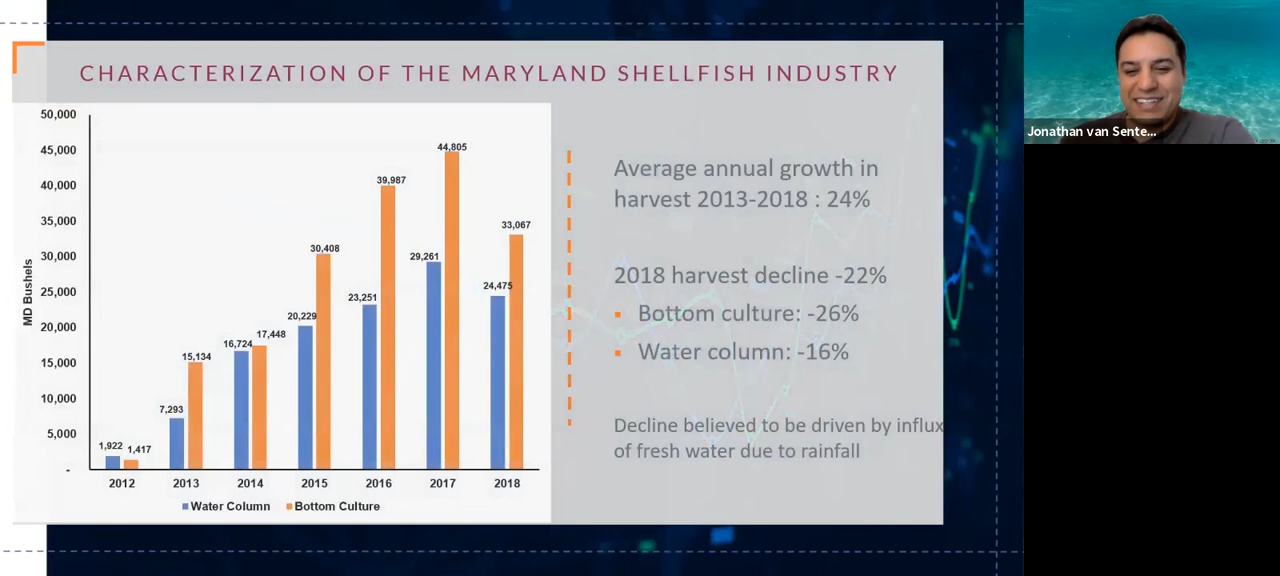 CHARACTERIZATION OF THE MARYLAND SHELLFISH INDUSTRY
50,000
45,000
40,000
35,000
30,000
25,000
20,000
15,000
10,000
5,000
-
MD Bushels
1,922
1,417
7,293
15,134
16,724
17,448
20,229
30,408
23,251
39,987
29,261
44,805
24,475
33,067
2012 2013 2014 2015 2016 2017 2018
Water Column Bottom Culture
Average annual growth in
harvest 2013-2018 : 24%
2018 harvest decline -22%
▪ Bottom culture: -26%
▪ Water column: -16%
Decline believed to be driven by influx
of fresh water due to rainfall
Jonathan van Sente...